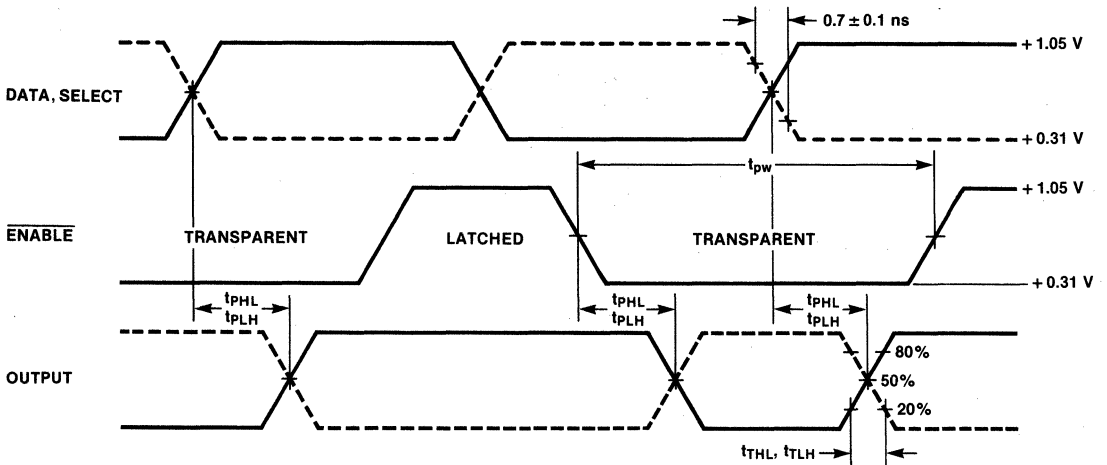 0.7 ± 0.1 ns
+ 1.05 V
DATA, SELECT
+ 0.31 V
tpw
+ 1.05 V
ENABLE
TRANSPARENT
LATCHED
TRANSPARENT
+ 0.31 V
tPHL
tPLH
tPHL
tPLH
tPHL
tPLH
80%
OUTPUT
50%
20%
tTHL, tTLH